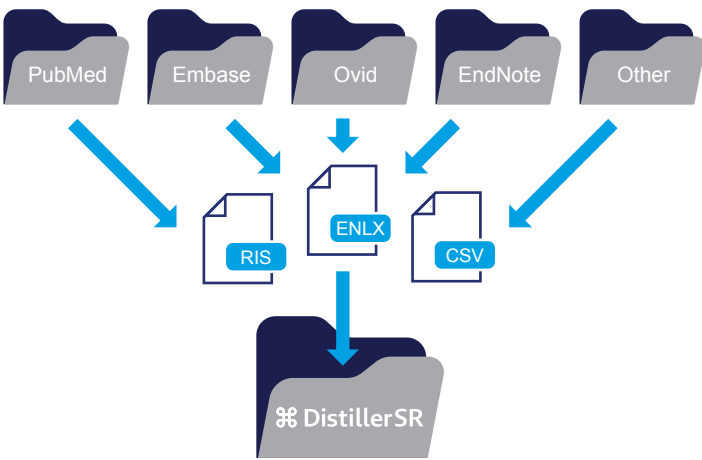 PubMed
Embase
Ovid
EndNote
Other
RIS
ENLX
CSV
DistillerSR